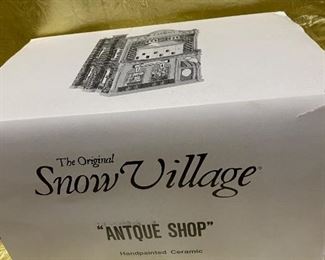 The Original
Snow Village®
"ANTQUE SHOP"
Handpainted Ceramic